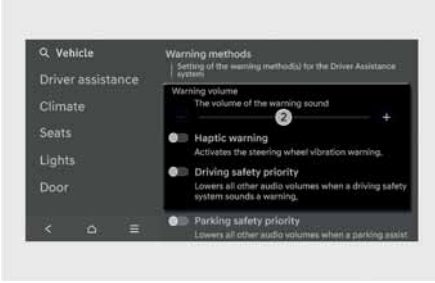 Vehicle
Driver assistance
Climate
Seats
Lights
Door
Warning methods
Setting of the warning method(s) for the Driver Assistance
system
Warning volume
The volume of the warning sound
2
Haptic warning
Activates the steering wheel vibration warning.
Driving safety priority
Lowers all other audio volumes when a driving safety
system sounds a warning.
Parking safety priority
Lowers all other audio volumes when a parking assist